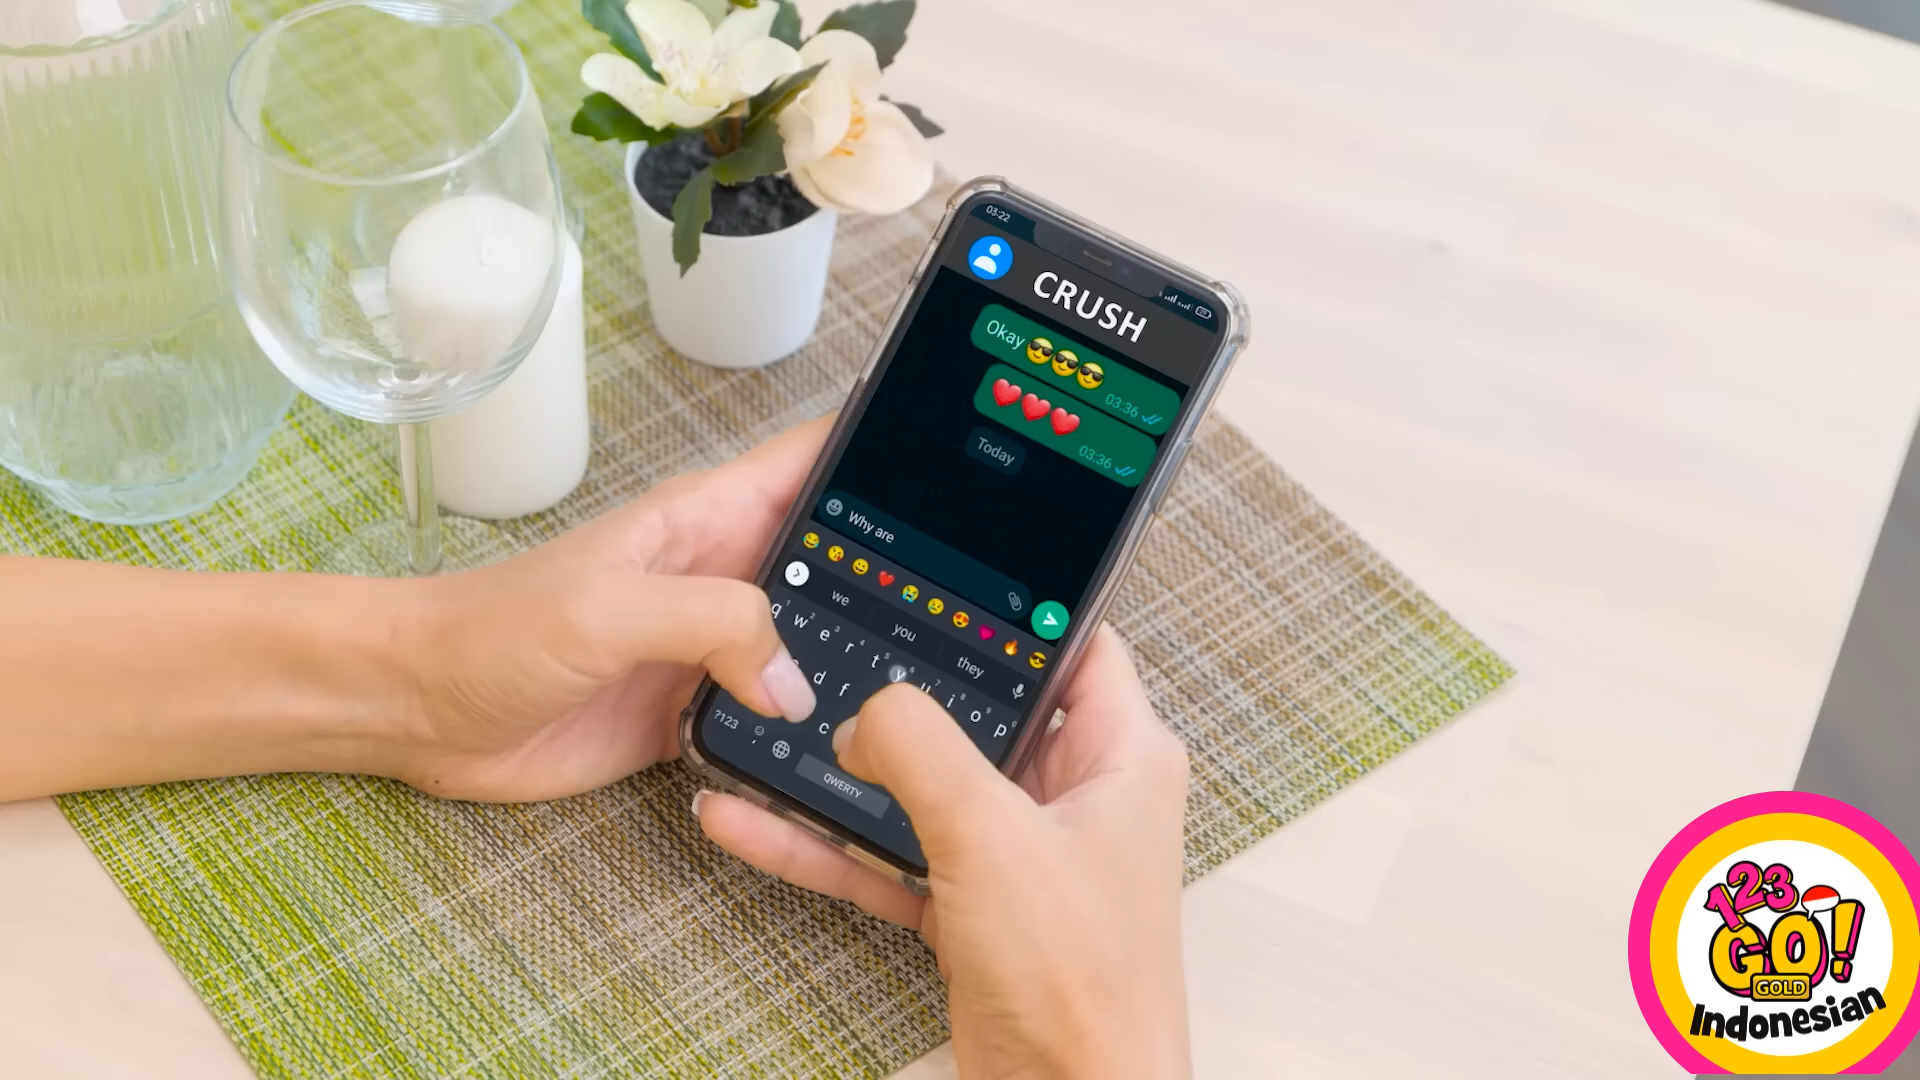 03:22
CRUSH
Okay 😎😎😎
03:36
❤️❤️❤️
03:36
Today
Why are
we you they
q w e r t y u i o p
d f
c
?123 ,
QWERTY .
123
GO!
GOLD
Indonesian